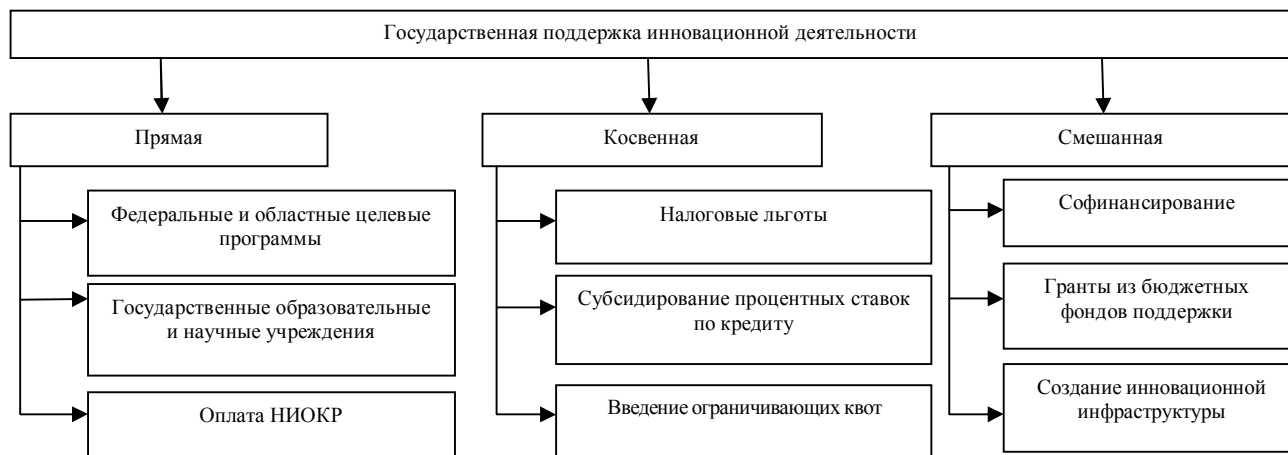 Государственная поддержка инновационной деятельности
Прямая
Косвенная
Смешанная
Федеральные и областные целевые
программы
Государственные образовательные
и научные учреждения
Оплата НИОКР
Налоговые льготы
Субсидирование процентных ставок
по кредиту
Введение ограничивающих квот
Софинансирование
Гранты из бюджетных
фондов поддержки
Создание инновационной
инфраструктуры